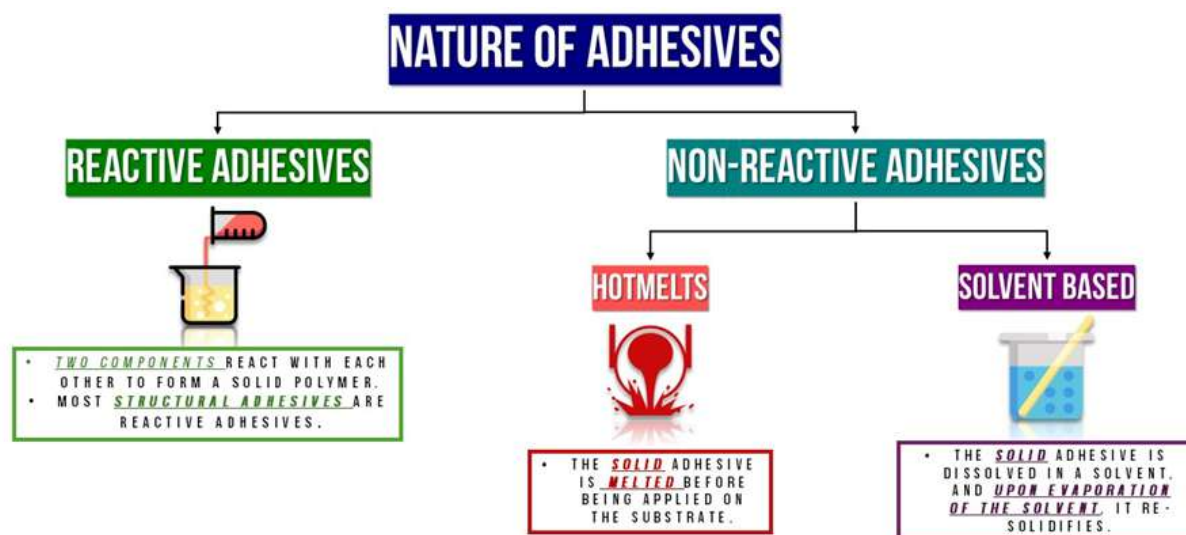 NATURE OF ADHESIVES
REACTIVE ADHESIVES
NON-REACTIVE ADHESIVES
HOTMELTS
SOLVENT BASED
• TWO COMPONENTS REACT WITH EACH
OTHER TO FORM A SOLID POLYMER.
• MOST STRUCTURAL ADHESIVES ARE
REACTIVE ADHESIVES.
• THE SOLID ADHESIVE
IS MELTED BEFORE
BEING APPLIED ON
THE SUBSTRATE.
• THE SOLID ADHESIVE IS
DISSOLVED IN A SOLVENT,
AND UPON EVAPORATION
OF THE SOLVENT, IT RE-
SOLIDIFIES.